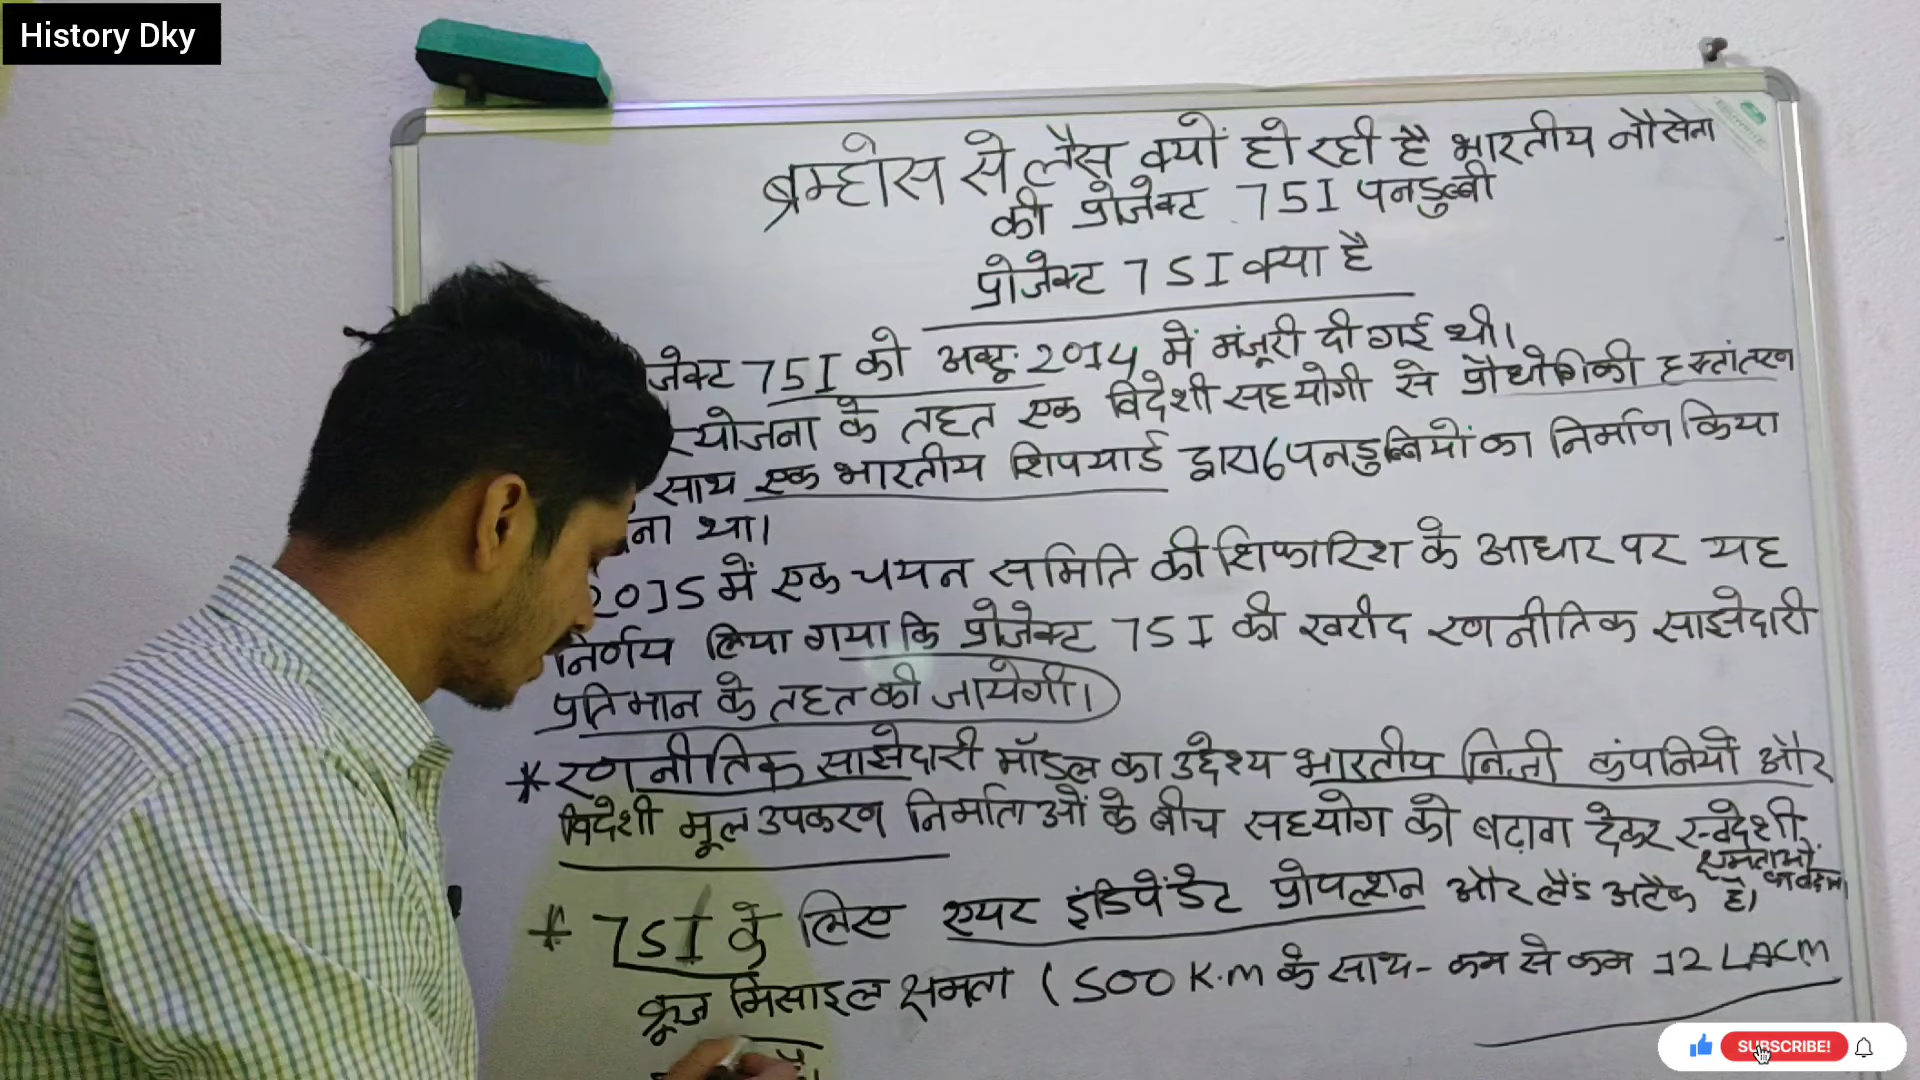 History Dky
ब्रम्होस से लैस क्यों हो रही है भारतीय नौसेना
की प्रोजेक्ट 75I पनडुब्बी
प्रोजेक्ट 75I क्या है
जेक्ट 75I को अक्टू. 2014 में मंजूरी दी गई थी।
योजना के तहत एक विदेशी सहयोगी से प्रौधोगिकी हस्तांतरण
साथ एक भारतीय शिपयार्ड द्वारा 6 पनडुब्बियों का निर्माण किया
ना था।
2015 में एक चयन समिति की शिफारिश के आधार पर यह
निर्णय लिया गया कि प्रोजेक्ट 75I की खरीद रणनीतिक साझेदारी
प्रतिमान के तहत की जायेगी।
* रणनीतिक साझेदारी मॉडल का उद्देश्य भारतीय निजी कंपनियों और
विदेशी मूल उपकरण निर्माताओं के बीच सहयोग को बढ़ावा देकर स्वदेशी
क्षमताओं
* 75I के लिए एयर इंडिपेंडेट प्रोपल्शन और लैंड अटैक है।
क्रूज मिसाइल क्षमता (500 K.m के साथ - कम से कम 12 LACM
SUBSCRIBE!